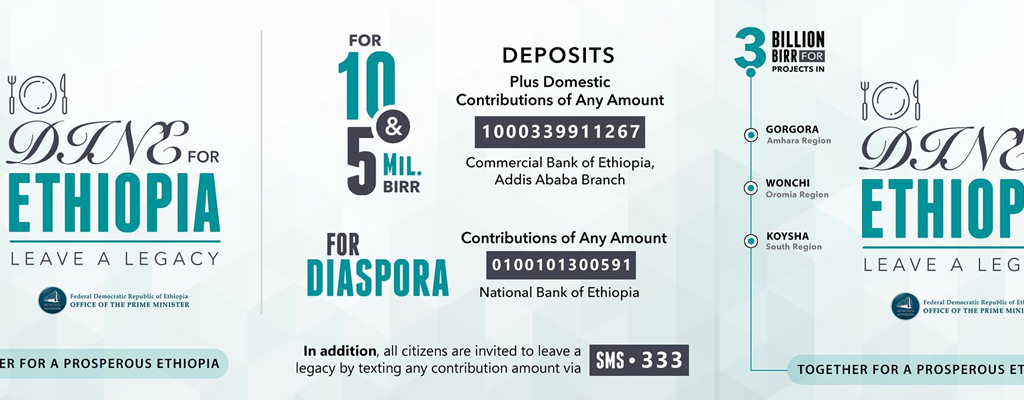 DINE FOR
ETHIOPIA
LEAVE A LEGACY
Federal Democratic Republic of Ethiopia
OFFICE OF THE PRIME MINISTER
ER FOR A PROSPEROUS ETHIOPIA
FOR
10
&
5 MIL.
BIRR
DEPOSITS
Plus Domestic
Contributions of Any Amount
1000339911267
Commercial Bank of Ethiopia,
Addis Ababa Branch
FOR
DIASPORA
Contributions of Any Amount
0100101300591
National Bank of Ethiopia
In addition, all citizens are invited to leave a
legacy by texting any contribution amount via
SMS • 333
3 BILLION
BIRR FOR
PROJECTS IN
GORGORA
Amhara Region
WONCHI
Oromia Region
KOYSHA
South Region
DINE
ETHIOP
LEAVE A LEG
Federal Democratic Republic of Et
OFFICE OF THE PRIME MINI
TOGETHER FOR A PROSPEROUS ET